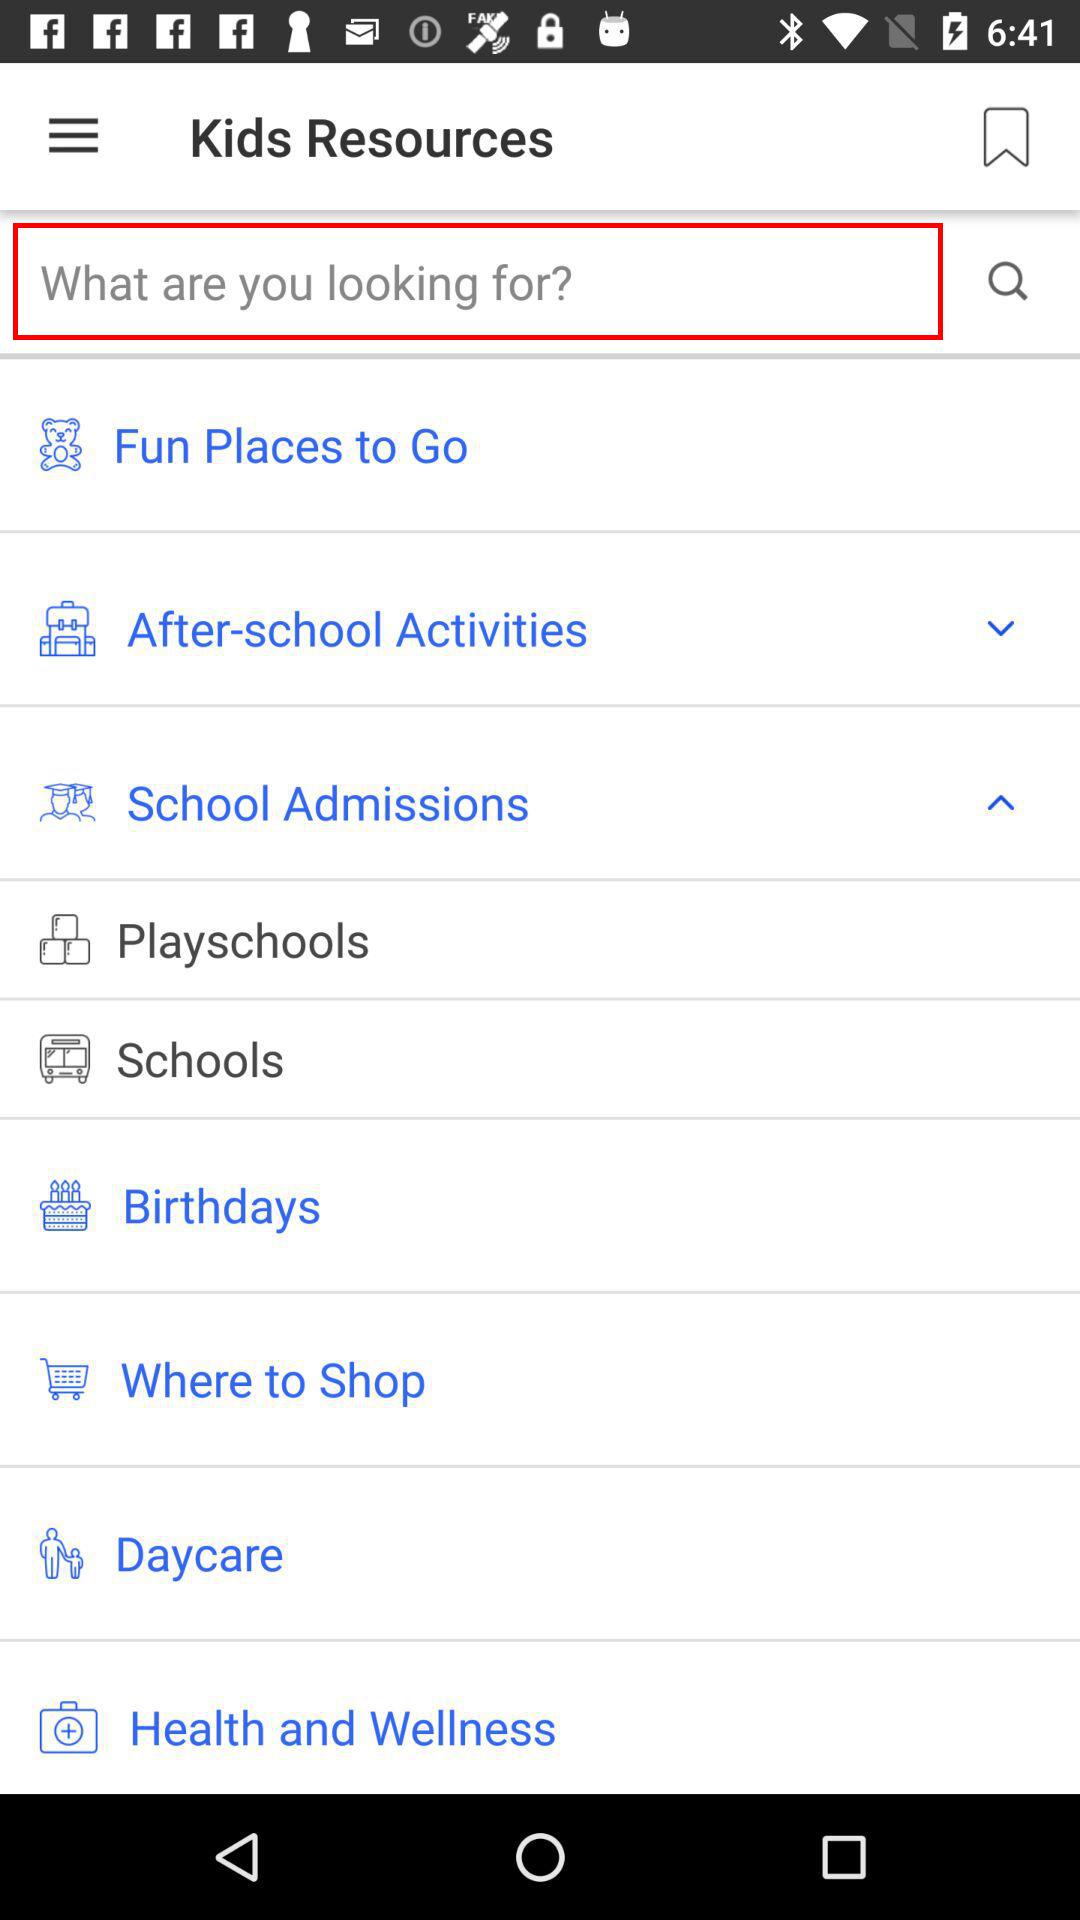 FAKE
6:41
Kids Resources
What are you looking for?
Fun Places to Go
After-school Activities
School Admissions
Playschools
Schools
Birthdays
Where to Shop
Daycare
Health and Wellness